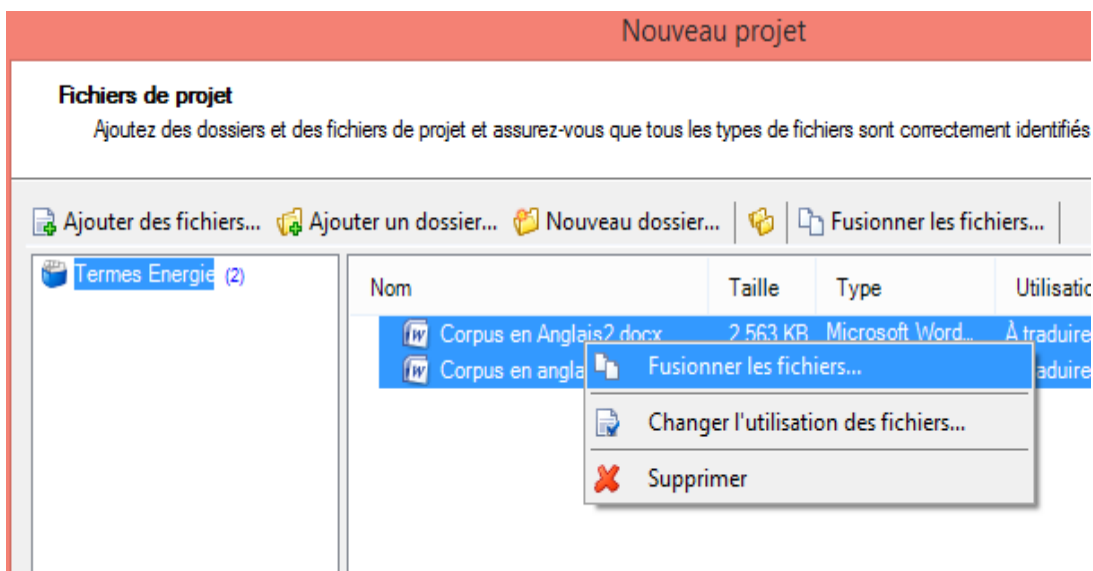 Nouveau projet
Fichiers de projet
Ajoutez des dossiers et des fichiers de projet et assurez-vous que tous les types de fichiers sont correctement identifiés
Ajouter des fichiers... Ajouter un dossier... Nouveau dossier... Fusionner les fichiers...
Termes Energie (2)
Nom Taille Type Utilisatio
Corpus en Anglais2.docx 2 563 KB Microsoft Word... À traduire
Corpus en angla aduire
Fusionner les fichiers...
Changer l'utilisation des fichiers...
Supprimer